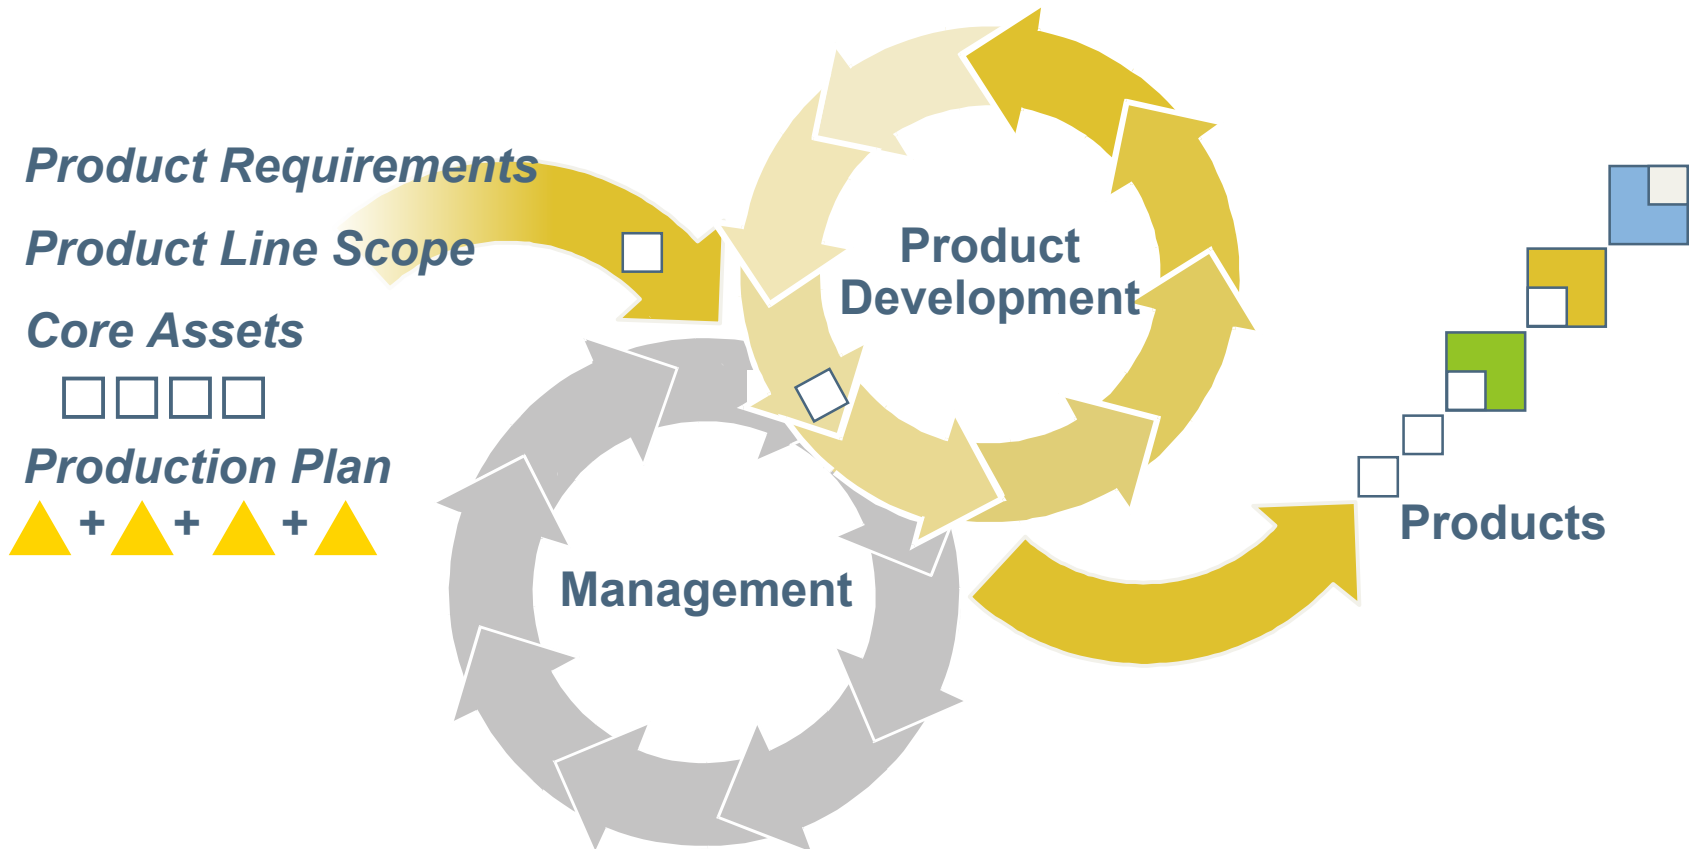 Product Requirements
Product Line Scope
Core Assets
Production Plan
+ + +
Product
Development
Management
Products